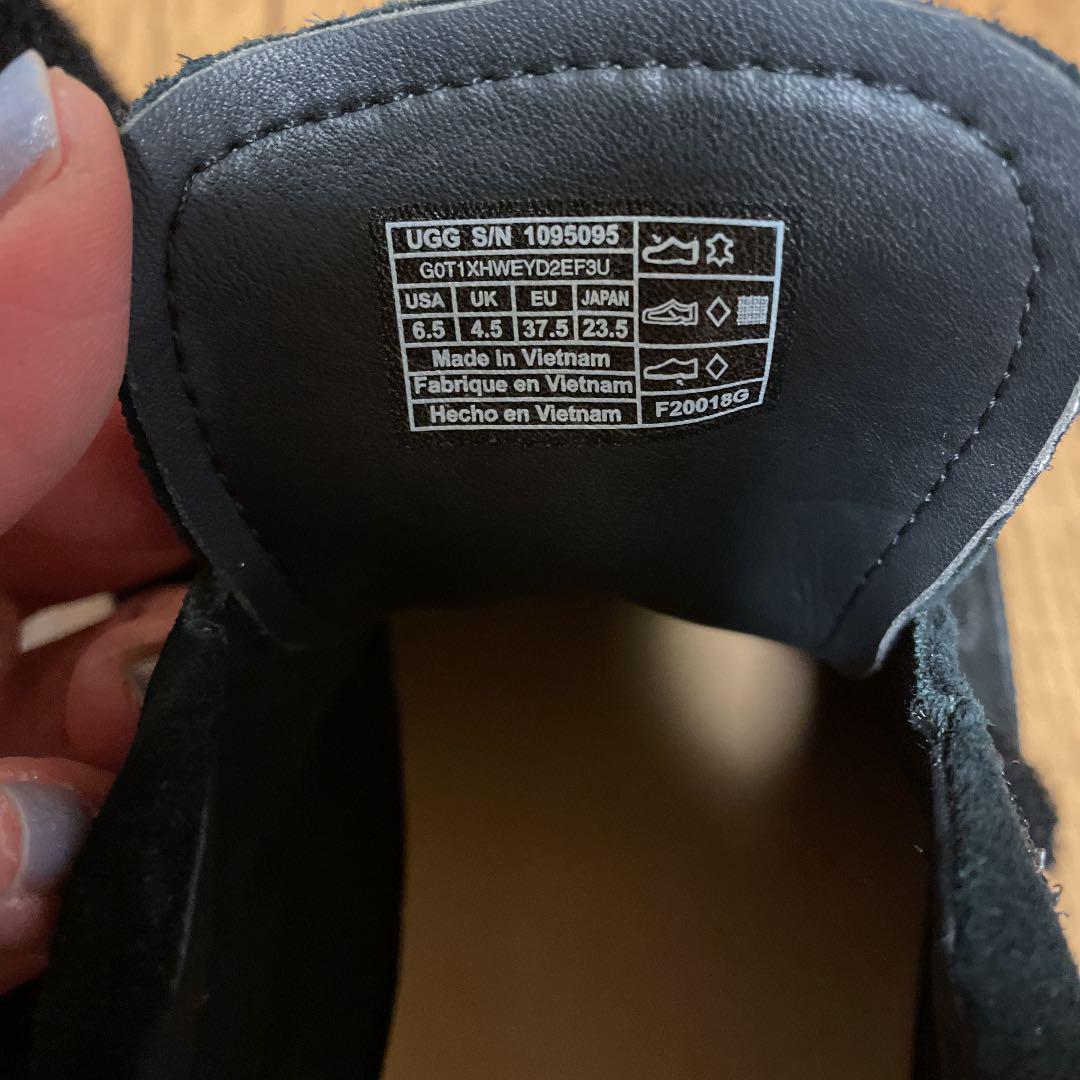 UGG S/N 1095095
G0T1XHWEYD2EF3U
USA UK EU JAPAN
6.5 4.5 37.5 23.5
Made In Vietnam
Fabrique en Vietnam
Hecho en Vietnam
F20018G